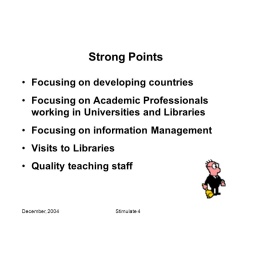 Strong Points
• Focusing on developing countries
• Focusing on Academic Professionals
working in Universities and Libraries
• Focusing on information Management
• Visits to Libraries
• Quality teaching staff
December, 2004 Stimulate-4